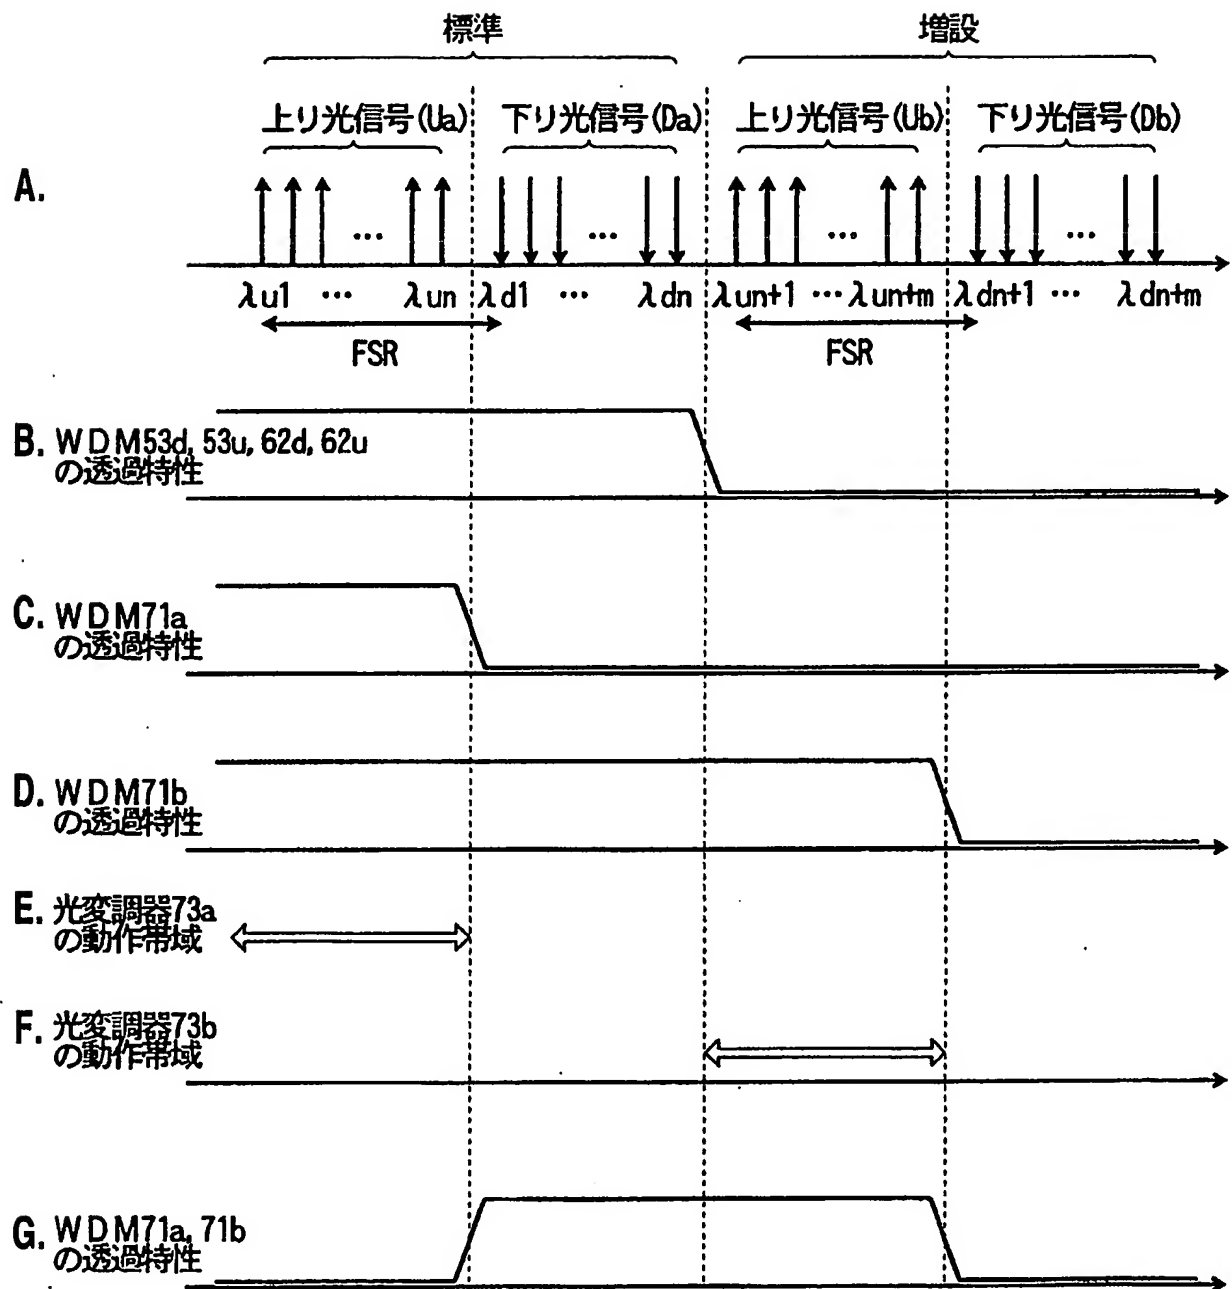 標準 増設
上り光信号(Ua) 下り光信号(Da) 上り光信号(Ub) 下り光信号(Db)
A.
… … … …
λu1 … λun λd1 … λdn λun+1 … λun+m λdn+1 … λdn+m
FSR FSR
B. WDM53d, 53u, 62d, 62u
の透過特性
C. WDM71a
の透過特性
D. WDM71b
の透過特性
E. 光変調器73a
の動作帯域
F. 光変調器73b
の動作帯域
G. WDM71a, 71b
の透過特性